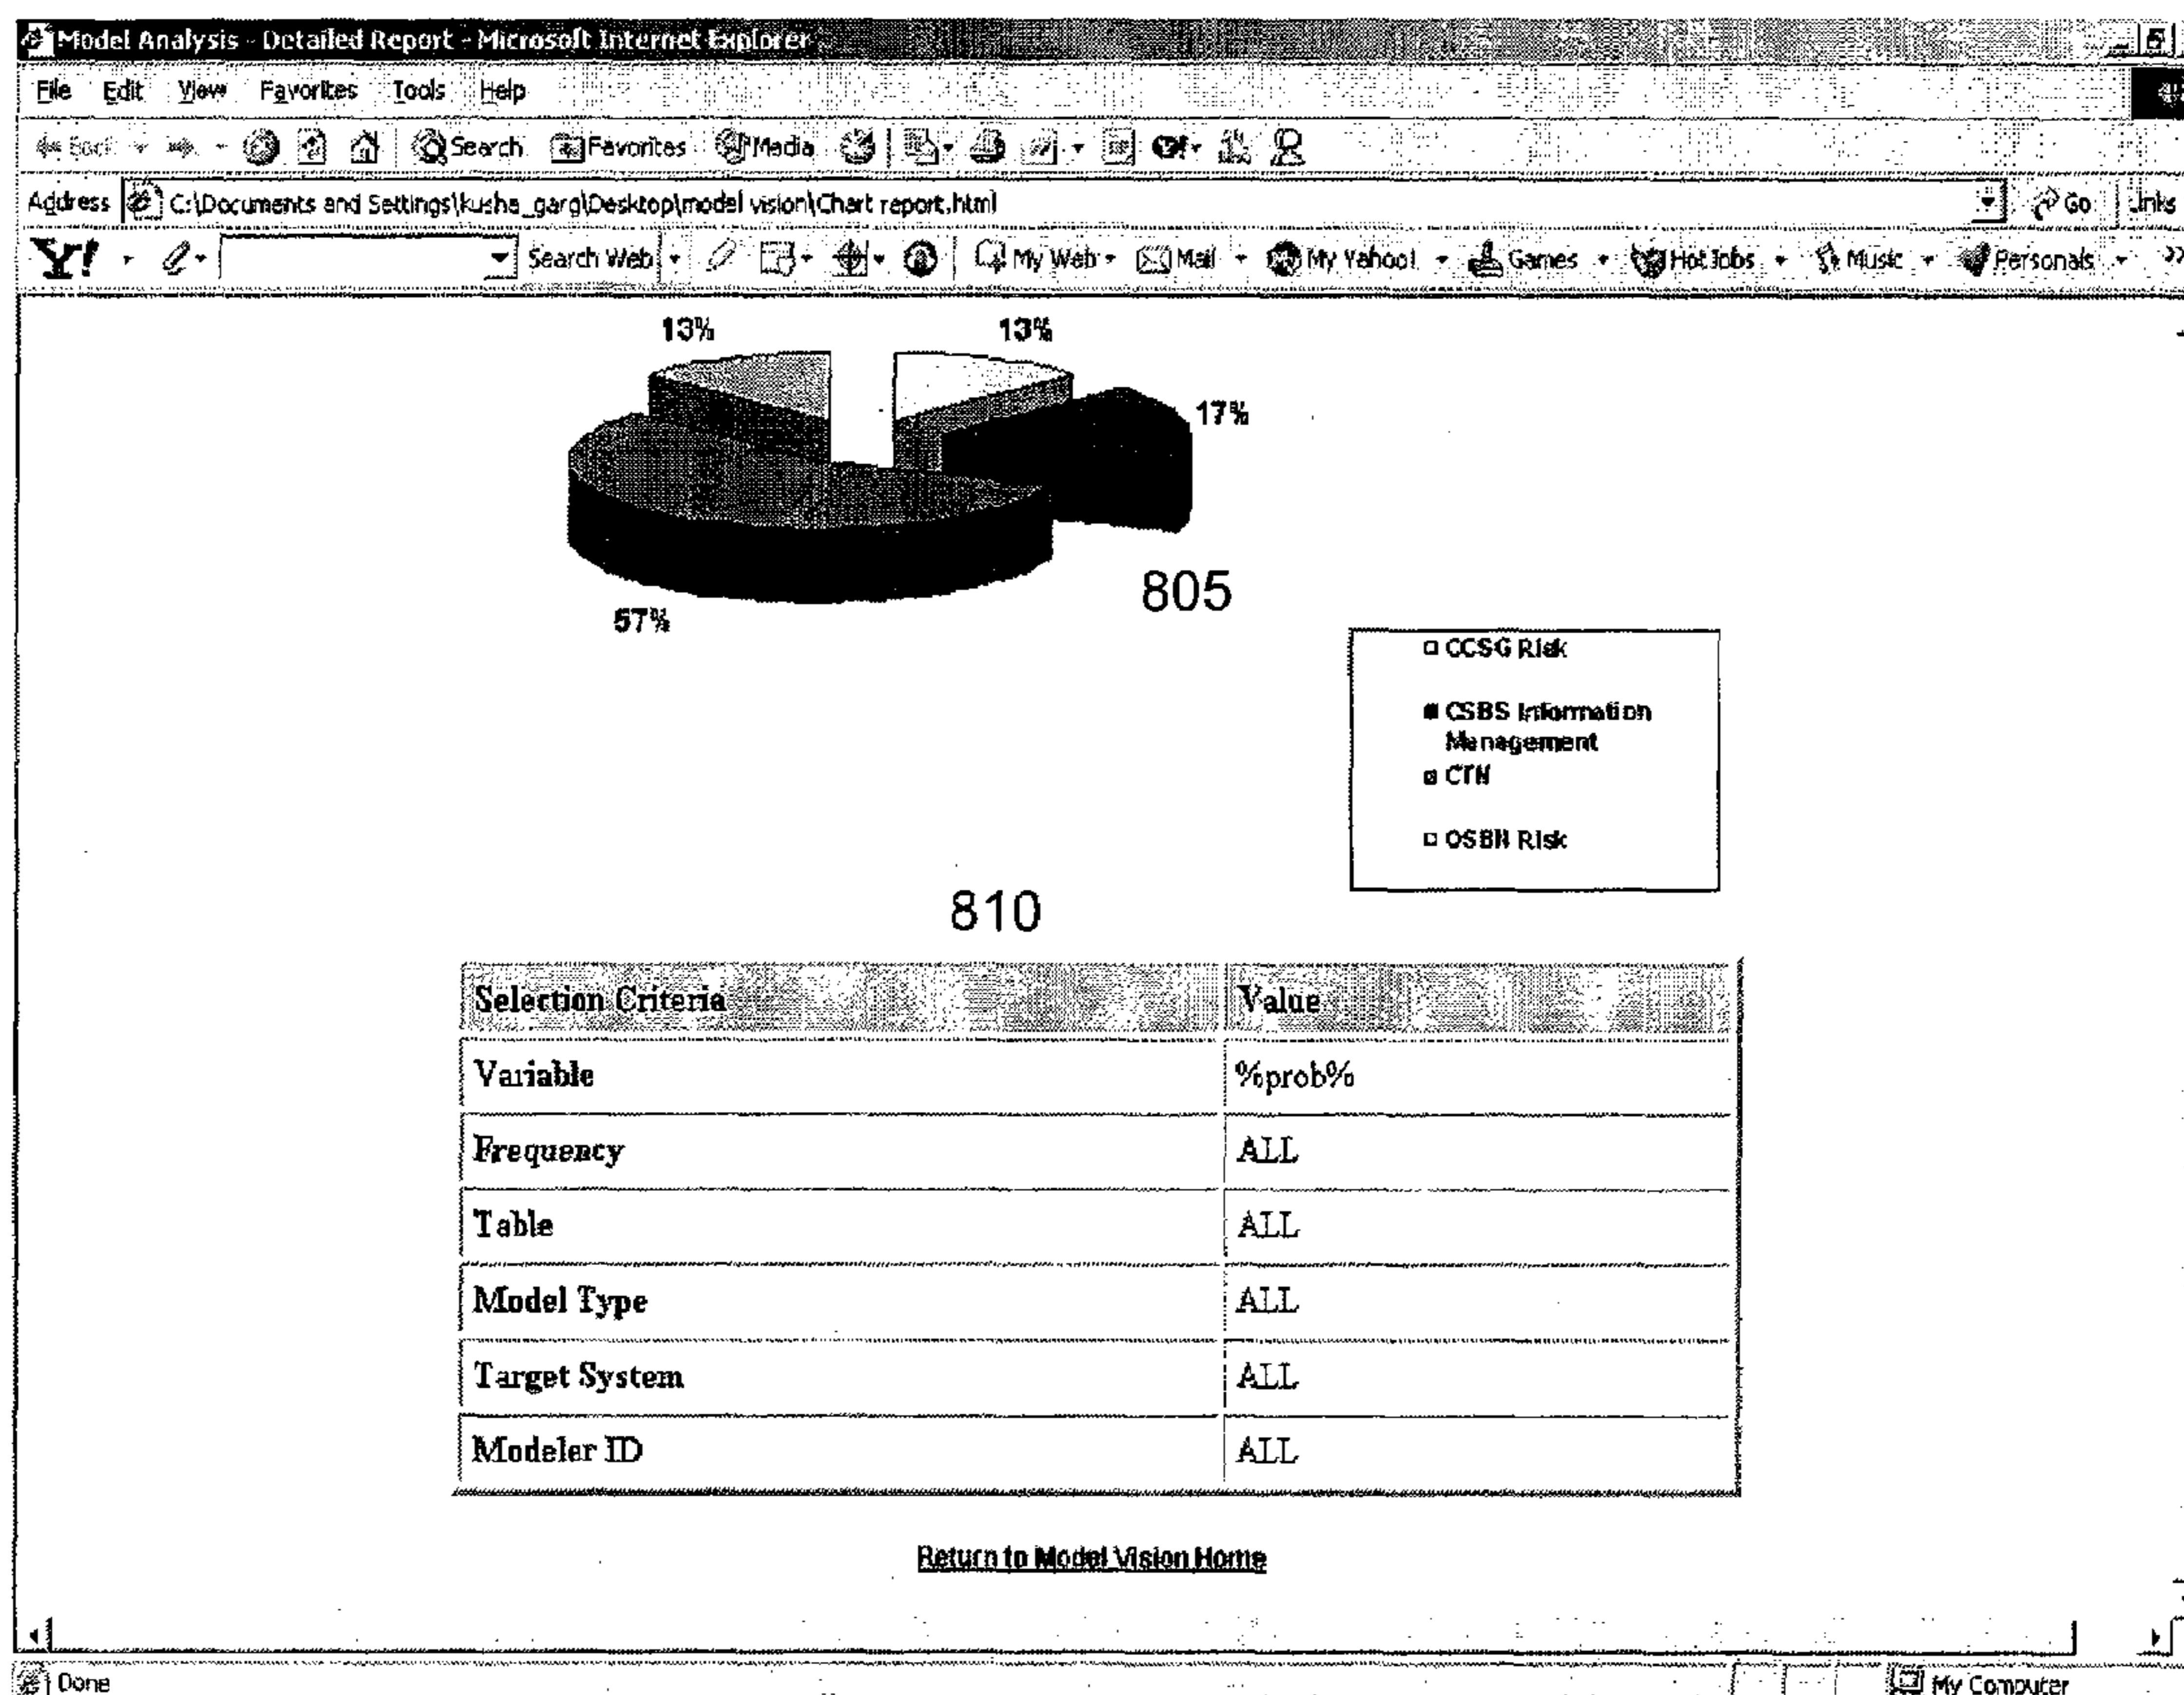 Model Analysis - Detailed Report - Microsoft Internet Explorer
File Edit View Favorites Tools Help
Back Search Favorites Media
Address C:\Documents and Settings\kusha_garg\Desktop\model vision\Chart report.html Go Links
Y! Search Web My Web Mail My Yahoo! Games HotJobs Music Personals >>
13% 13%
17%
57%
805
CCSG Risk
CSBS Information
Management
CTN
OSBN Risk
810
Selection Criteria Value
Variable %prob%
Frequency ALL
Table ALL
Model Type ALL
Target System ALL
Modeler ID ALL
Return to Model Vision Home
Done My Computer